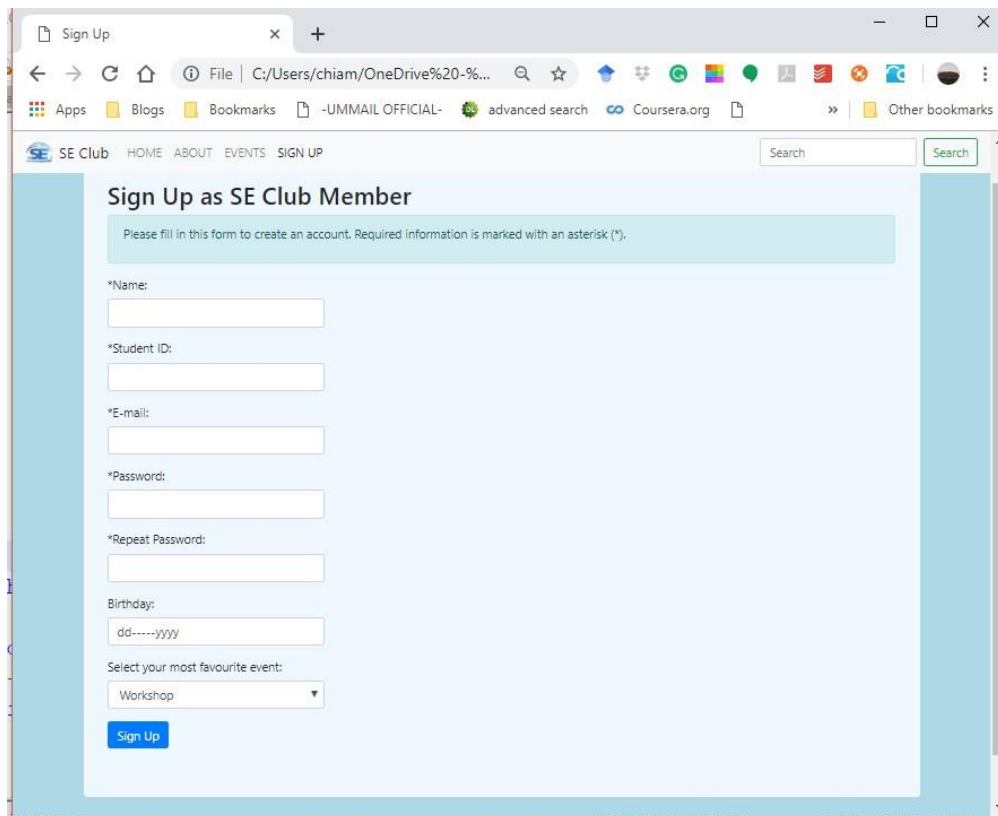 Sign Up
File | C:/Users/chiam/OneDrive%20-%...
Apps Blogs Bookmarks -UMMAIL OFFICIAL- advanced search Coursera.org » Other bookmarks
SE SE Club HOME ABOUT EVENTS SIGN UP Search Search
Sign Up as SE Club Member
Please fill in this form to create an account. Required information is marked with an asterisk (*).
*Name:
*Student ID:
*E-mail:
*Password:
*Repeat Password:
Birthday:
dd-----yyyy
Select your most favourite event:
Workshop
Sign Up